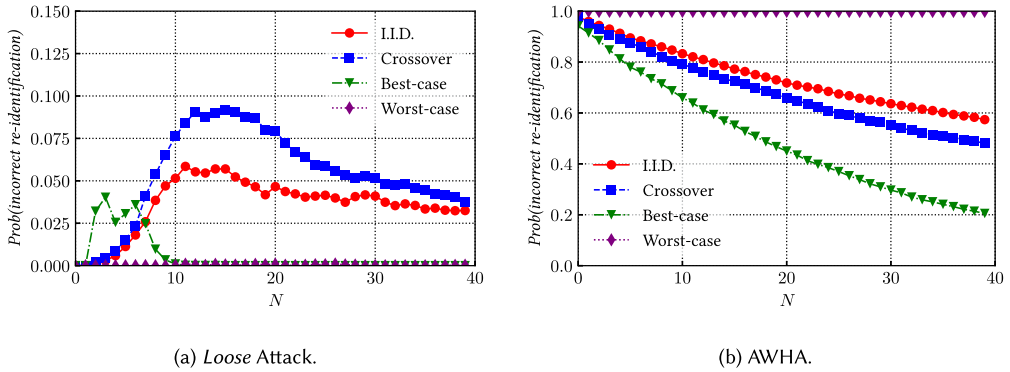 0.150
0.125
0.100
0.075
0.050
0.025
0.000
Prob(incorrect re-identification)
I.I.D.
Crossover
Best-case
Worst-case
0 10 20 30 40
N
(a) Loose Attack.
1.0
0.8
0.6
0.4
0.2
0.0
Prob(incorrect re-identification)
I.I.D.
Crossover
Best-case
Worst-case
0 10 20 30 40
N
(b) AWHA.